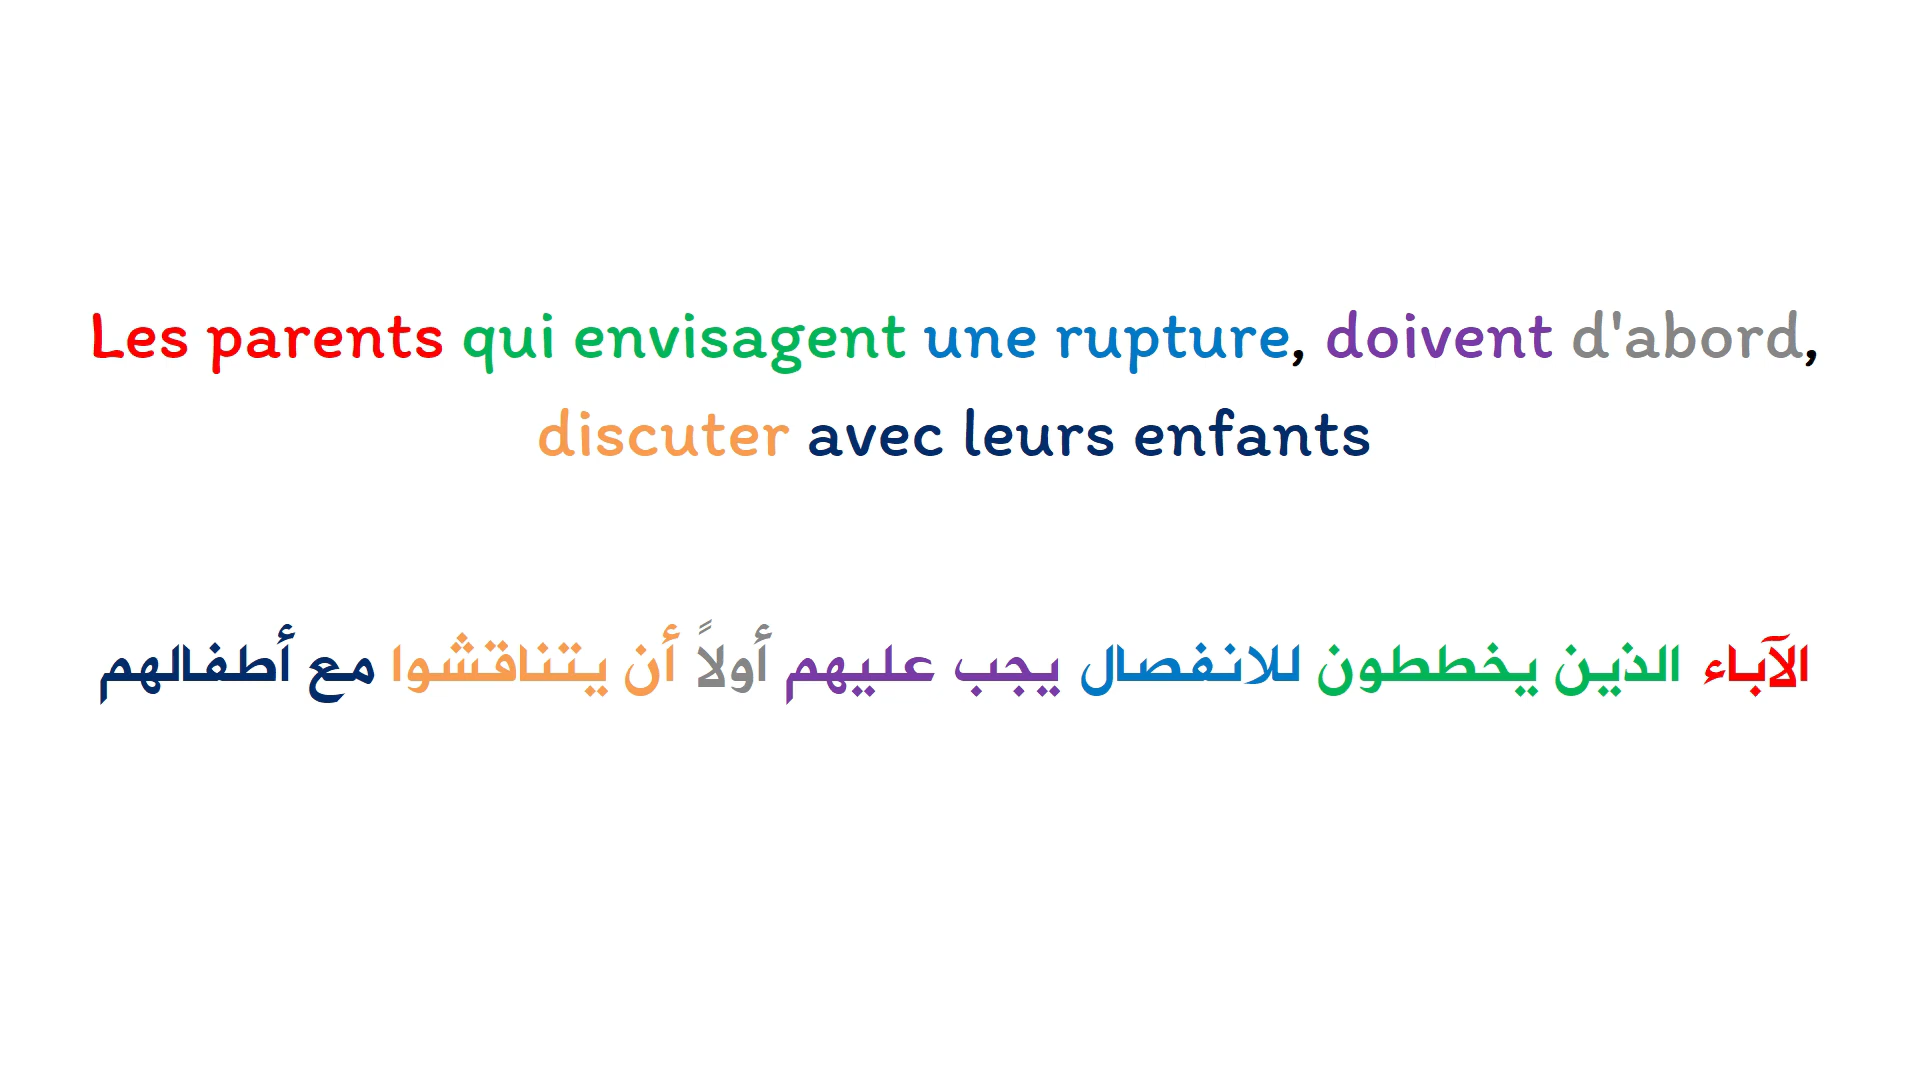 Les parents qui envisagent une rupture, doivent d'abord,
discuter avec leurs enfants
الآباء الذين يخططون للانفصال يجب عليهم أولاً أن يتناقشوا مع أطفالهم